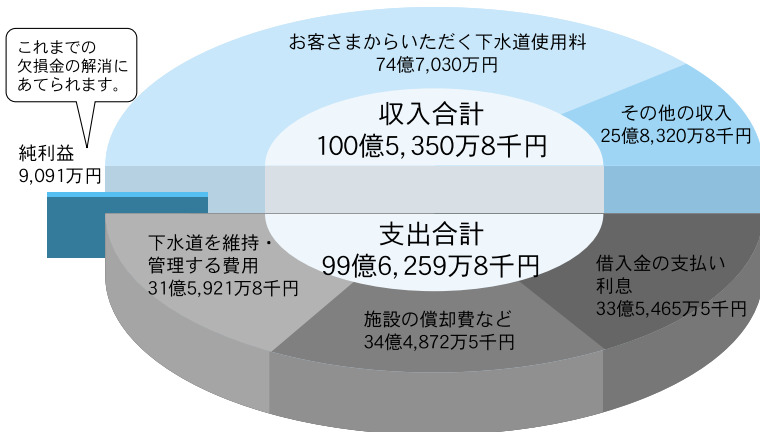 これまでの
欠損金の解消に
あてられます。
純利益
9,091万円
お客さまからいただく下水道使用料
74億7,030万円
収入合計
100億5,350万8千円
その他の収入
25億8,320万8千円
支出合計
99億6,259万8千円
下水道を維持・
管理する費用
31億5,921万8千円
施設の償却費など
34億4,872万5千円
借入金の支払い
利息
33億5,465万5千円